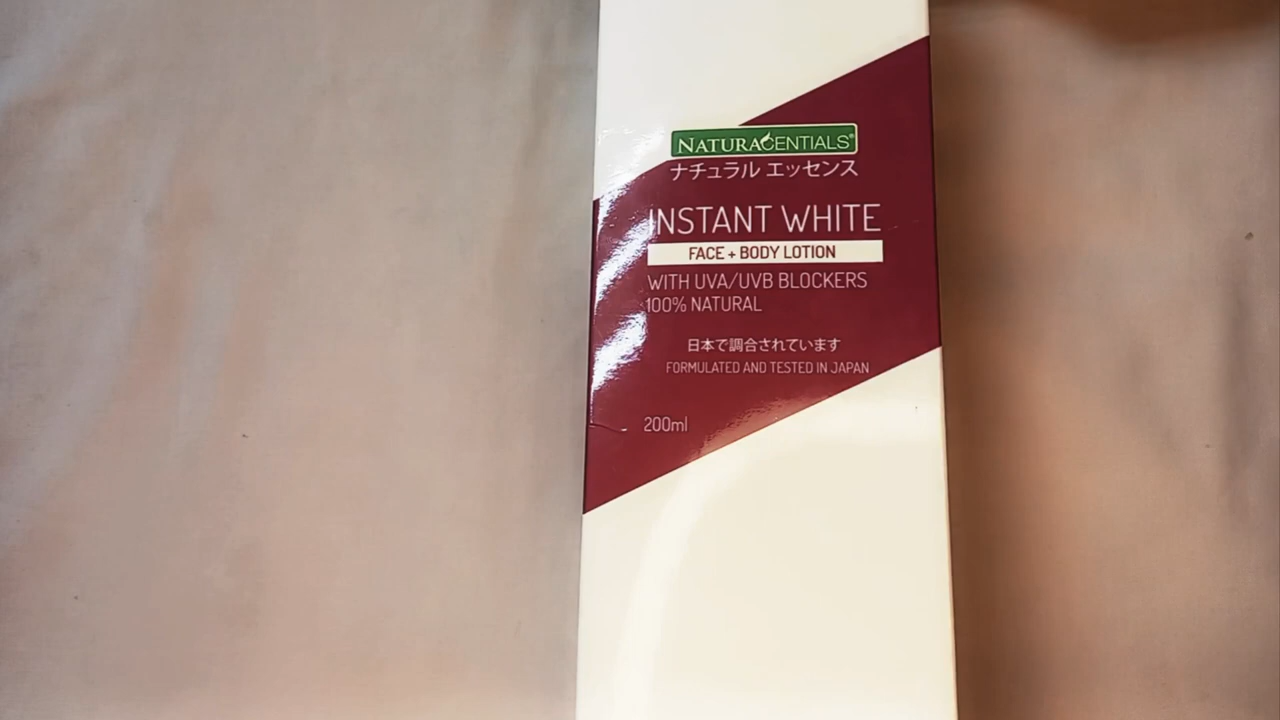 NATURACENTIALS®
ナチュラル エッセンス
INSTANT WHITE
FACE + BODY LOTION
WITH UVA/UVB BLOCKERS
100% NATURAL
日本で調合されています
FORMULATED AND TESTED IN JAPAN
200ml